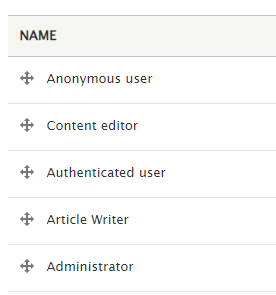 NAME
Anonymous user
Content editor
Authenticated user
Article Writer
Administrator